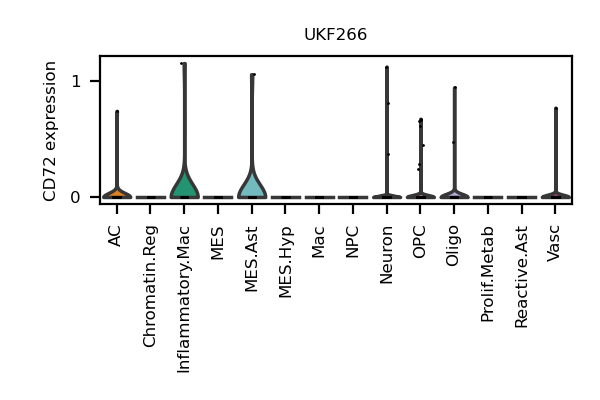 UKF266
CD72 expression
1
0
AC
Chromatin.Reg
Inflammatory.Mac
MES
MES.Ast
MES.Hyp
Mac
NPC
Neuron
OPC
Oligo
Prolif.Metab
Reactive.Ast
Vasc